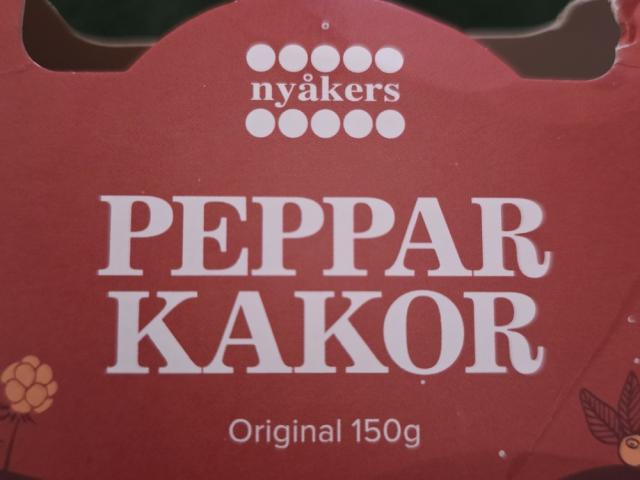 nyåkers
PEPPAR
KAKOR
Original 150g